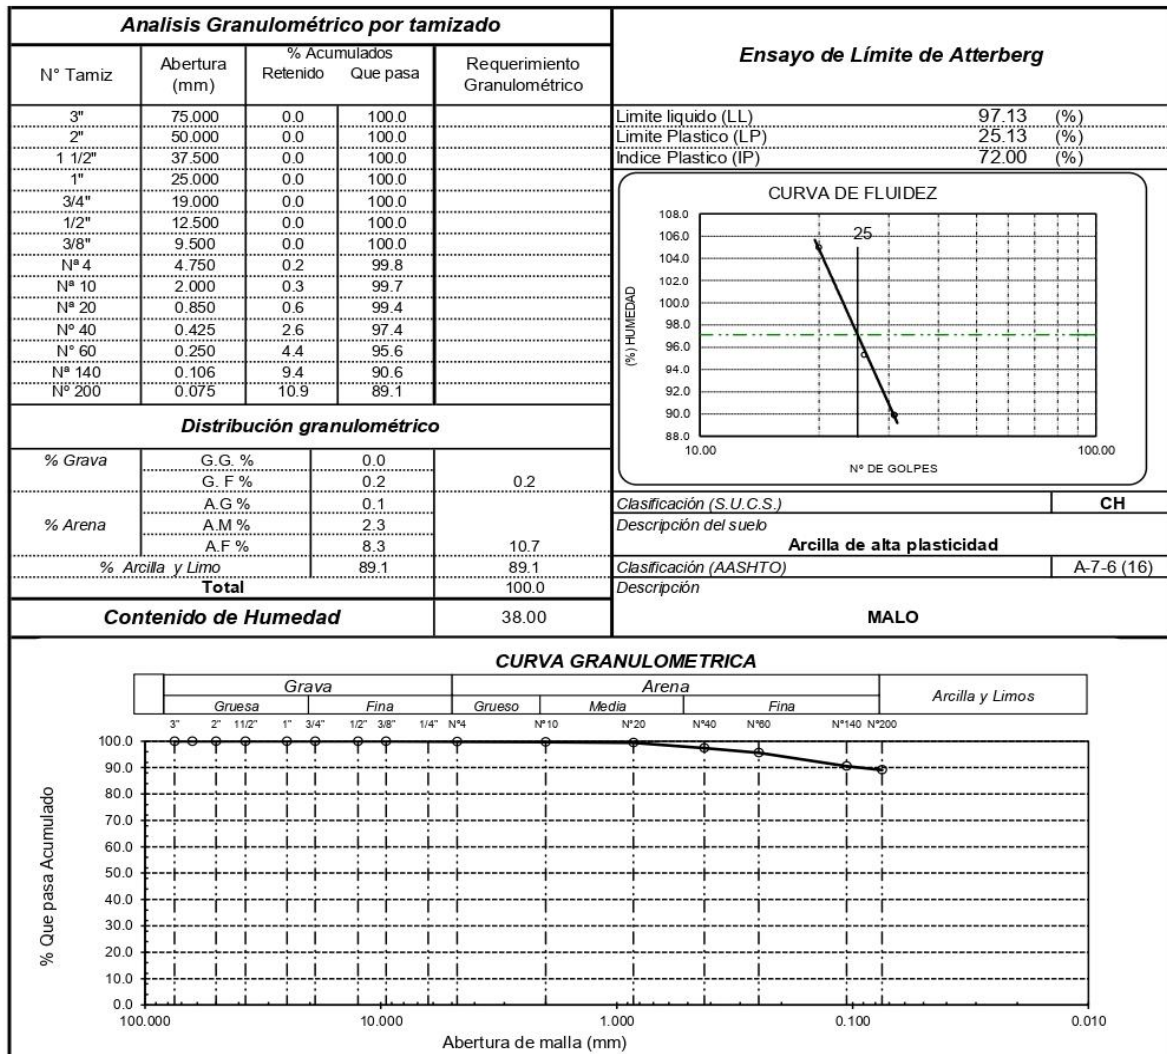 Analisis Granulométrico por tamizado
N° Tamiz Abertura (mm) % Acumulados Retenido Que pasa Requerimiento Granulométrico
3" 75.000 0.0 100.0
2" 50.000 0.0 100.0
1 1/2" 37.500 0.0 100.0
1" 25.000 0.0 100.0
3/4" 19.000 0.0 100.0
1/2" 12.500 0.0 100.0
3/8" 9.500 0.0 100.0
Nª 4 4.750 0.2 99.8
Nª 10 2.000 0.3 99.7
Nª 20 0.850 0.6 99.4
Nº 40 0.425 2.6 97.4
N° 60 0.250 4.4 95.6
Nª 140 0.106 9.4 90.6
Nº 200 0.075 10.9 89.1
Distribución granulométrico
% Grava G.G. % 0.0
G. F % 0.2 0.2
A.G % 0.1
% Arena A.M % 2.3
A.F % 8.3 10.7
% Arcilla y Limo 89.1 89.1
Total 100.0
Contenido de Humedad 38.00
Ensayo de Límite de Atterberg
Limite liquido (LL) 97.13 (%)
Limite Plastico (LP) 25.13 (%)
Indice Plastico (IP) 72.00 (%)
CURVA DE FLUIDEZ
25
(%) HUMEDAD
108.0
106.0
104.0
102.0
100.0
98.0
96.0
94.0
92.0
90.0
88.0
10.00 100.00
Nº DE GOLPES
Clasificación (S.U.C.S.) CH
Descripción del suelo
Arcilla de alta plasticidad
Clasificación (AASHTO) A-7-6 (16)
Descripción
MALO
CURVA GRANULOMETRICA
Grava Arena Arcilla y Limos
Gruesa Fina Grueso Media Fina
3" 2" 11/2" 1" 3/4" 1/2" 3/8" 1/4" N°4 N°10 N°20 N°40 N°60 N°140 N°200
% Que pasa Acumulado
100.0
90.0
80.0
70.0
60.0
50.0
40.0
30.0
20.0
10.0
0.0
100.000 10.000 1.000 0.100 0.010
Abertura de malla (mm)